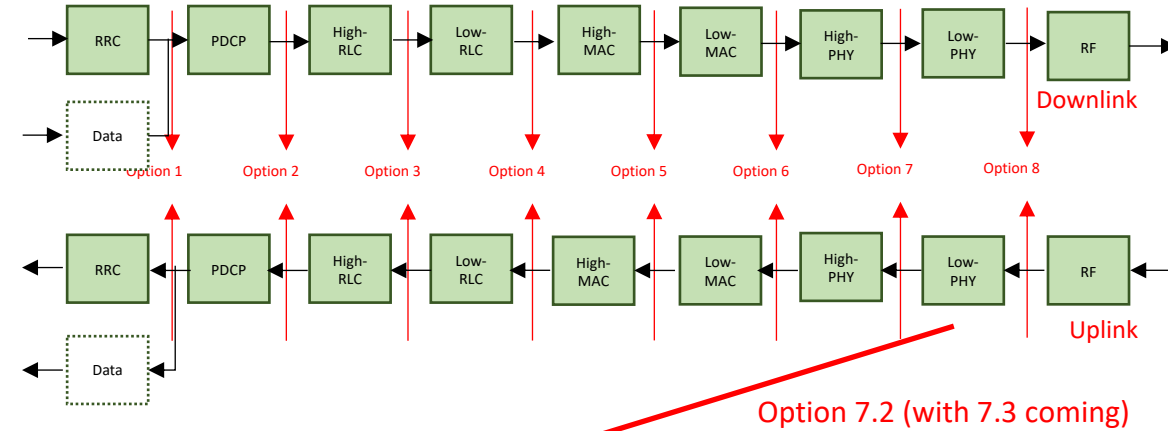 RRC
PDCP
High-
RLC
Low-
RLC
High-
MAC
Low-
MAC
High-
PHY
Low-
PHY
RF
Downlink
Data
Option 1
Option 2
Option 3
Option 4
Option 5
Option 6
Option 7
Option 8
RRC
PDCP
High-
RLC
Low-
RLC
High-
MAC
Low-
MAC
High-
PHY
Low-
PHY
RF
Uplink
Data
Option 7.2 (with 7.3 coming)